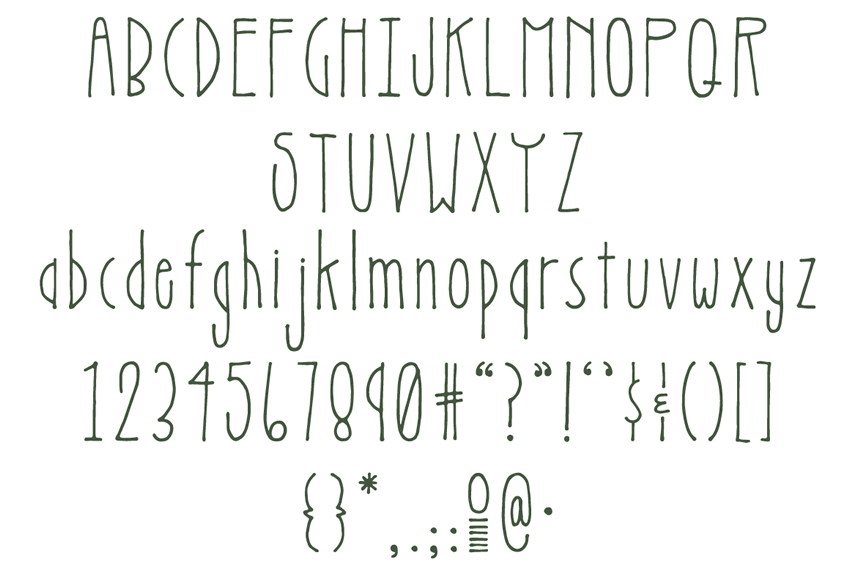 ABCDEFGHIJKLMNOPQR
STUVWXYZ
abcdefghijklmnopqrstuvwxyz
1234567890#“?”!‘’$&()[]
{}*,.;:@·